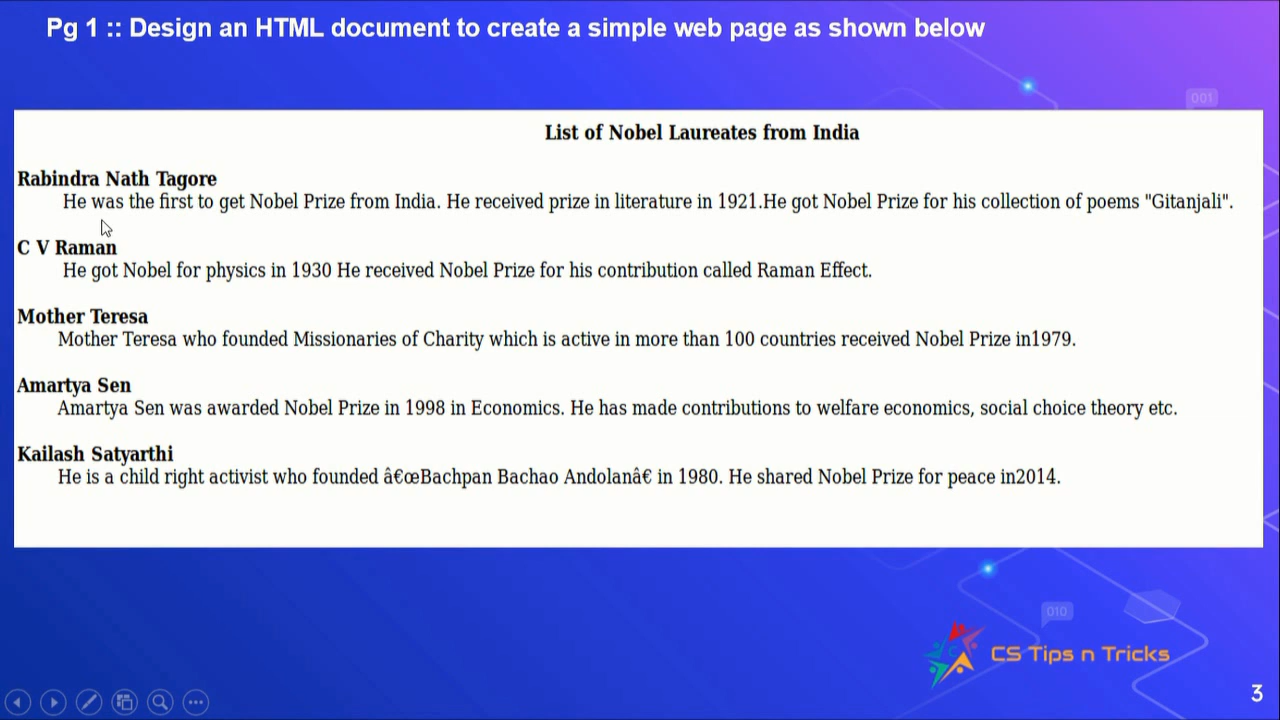 Pg 1 :: Design an HTML document to create a simple web page as shown below
001
List of Nobel Laureates from India
Rabindra Nath Tagore
He was the first to get Nobel Prize from India. He received prize in literature in 1921.He got Nobel Prize for his collection of poems "Gitanjali".
C V Raman
He got Nobel for physics in 1930 He received Nobel Prize for his contribution called Raman Effect.
Mother Teresa
Mother Teresa who founded Missionaries of Charity which is active in more than 100 countries received Nobel Prize in1979.
Amartya Sen
Amartya Sen was awarded Nobel Prize in 1998 in Economics. He has made contributions to welfare economics, social choice theory etc.
Kailash Satyarthi
He is a child right activist who founded â€œBachpan Bachao Andolanâ€ in 1980. He shared Nobel Prize for peace in2014.
010
CS Tips n Tricks
3